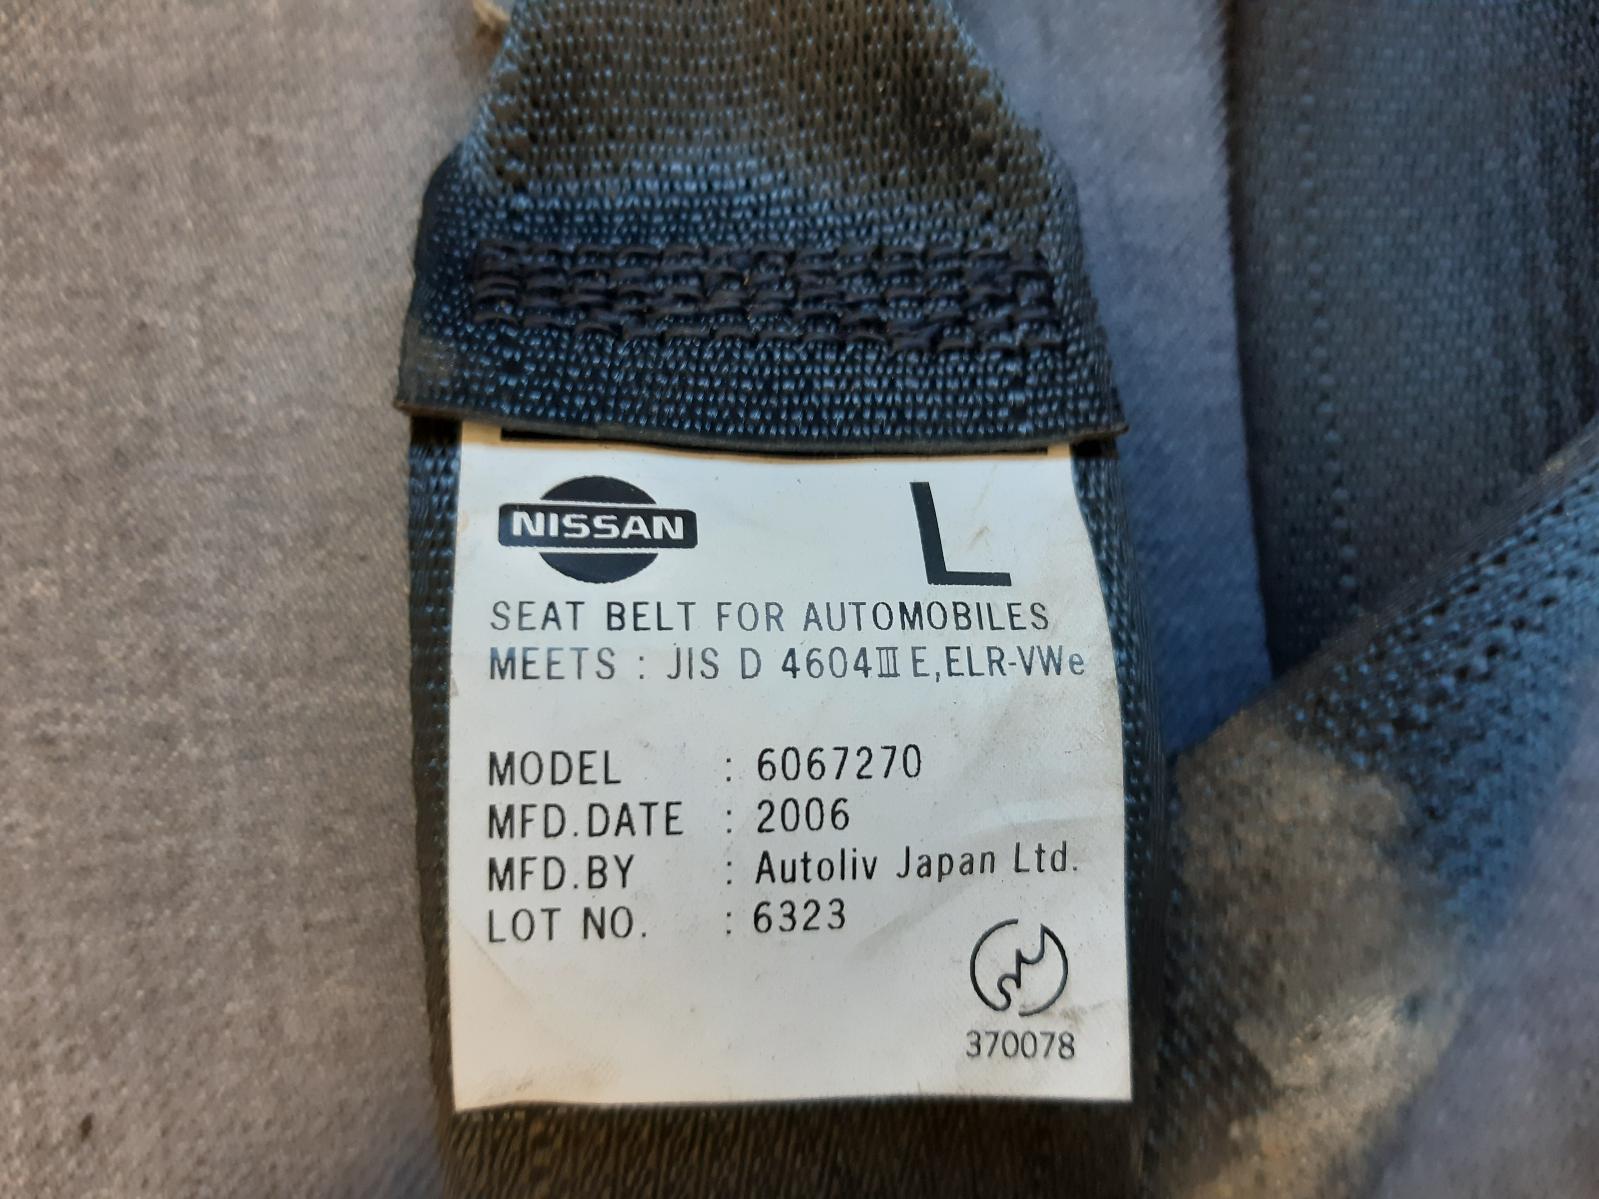 NISSAN L
SEAT BELT FOR AUTOMOBILES
MEETS : JIS D 4604Ⅲ E,ELR-VWe
MODEL : 6067270
MFD.DATE : 2006
MFD.BY : Autoliv Japan Ltd.
LOT NO. : 6323
370078